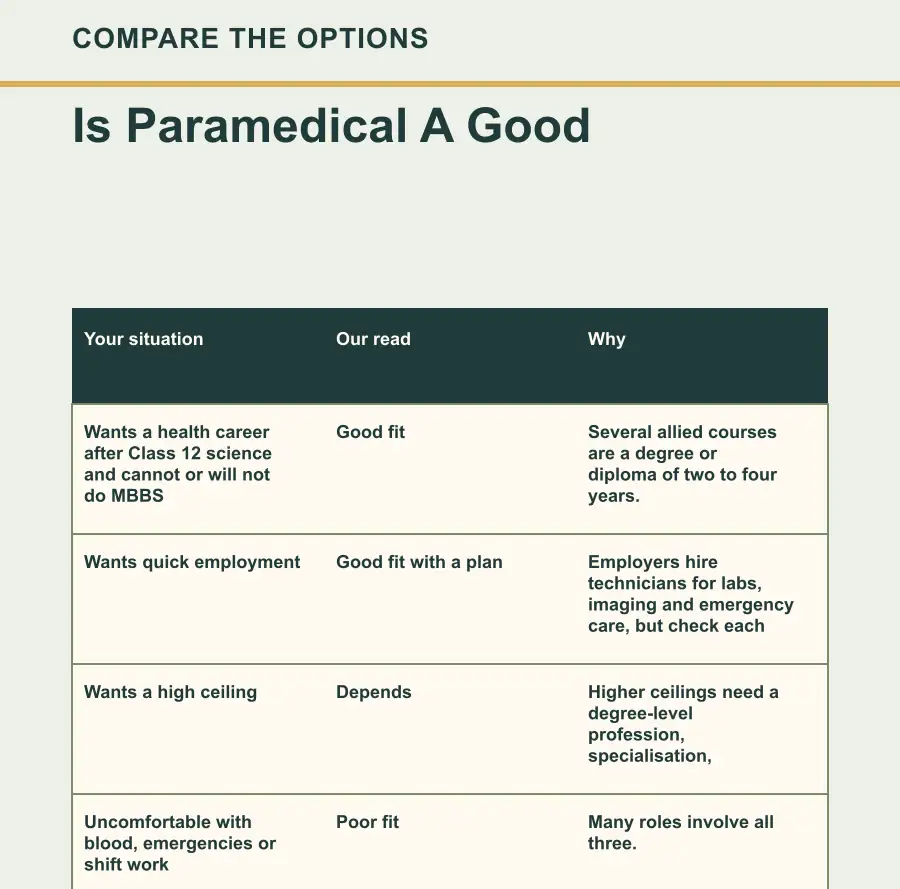 COMPARE THE OPTIONS
Is Paramedical A Good
Your situation
Our read
Why
Wants a health career
after Class 12 science
and cannot or will not
do MBBS
Good fit
Several allied courses
are a degree or
diploma of two to four
years.
Wants quick employment
Good fit with a plan
Employers hire
technicians for labs,
imaging and emergency
care, but check each
Wants a high ceiling
Depends
Higher ceilings need a
degree-level
profession,
specialisation,
Uncomfortable with
blood, emergencies or
shift work
Poor fit
Many roles involve all
three.